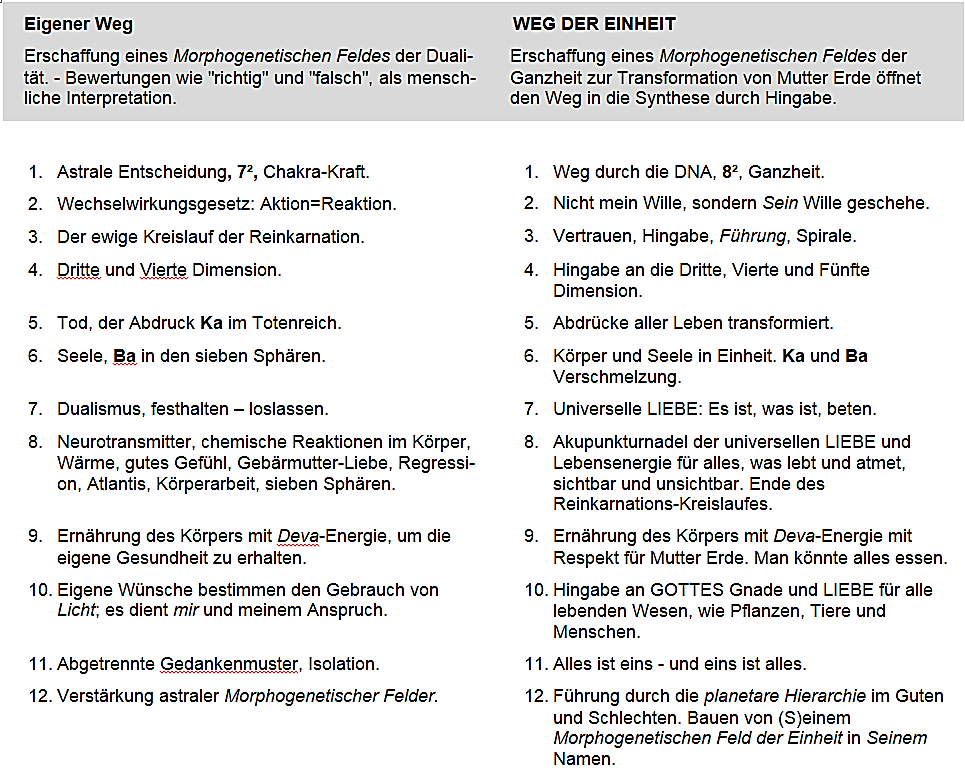 Eigener Weg
Erschaffung eines Morphogenetischen Feldes der Duali-
tät. - Bewertungen wie "richtig" und "falsch", als mensch-
liche Interpretation.
WEG DER EINHEIT
Erschaffung eines Morphogenetischen Feldes der
Ganzheit zur Transformation von Mutter Erde öffnet
den Weg in die Synthese durch Hingabe.
1. Astrale Entscheidung, 7², Chakra-Kraft.
2. Wechselwirkungsgesetz: Aktion=Reaktion.
3. Der ewige Kreislauf der Reinkarnation.
4. Dritte und Vierte Dimension.
5. Tod, der Abdruck Ka im Totenreich.
6. Seele, Ba in den sieben Sphären.
7. Dualismus, festhalten – loslassen.
8. Neurotransmitter, chemische Reaktionen im Körper,
Wärme, gutes Gefühl, Gebärmutter-Liebe, Regressi-
on, Atlantis, Körperarbeit, sieben Sphären.
9. Ernährung des Körpers mit Deva-Energie, um die
eigene Gesundheit zu erhalten.
10. Eigene Wünsche bestimmen den Gebrauch von
Licht; es dient mir und meinem Anspruch.
11. Abgetrennte Gedankenmuster, Isolation.
12. Verstärkung astraler Morphogenetischer Felder.
1. Weg durch die DNA, 8², Ganzheit.
2. Nicht mein Wille, sondern Sein Wille geschehe.
3. Vertrauen, Hingabe, Führung, Spirale.
4. Hingabe an die Dritte, Vierte und Fünfte
Dimension.
5. Abdrücke aller Leben transformiert.
6. Körper und Seele in Einheit. Ka und Ba
Verschmelzung.
7. Universelle LIEBE: Es ist, was ist, beten.
8. Akupunkturnadel der universellen LIEBE und
Lebensenergie für alles, was lebt und atmet,
sichtbar und unsichtbar. Ende des
Reinkarnations-Kreislaufes.
9. Ernährung des Körpers mit Deva-Energie mit
Respekt für Mutter Erde. Man könnte alles essen.
10. Hingabe an GOTTES Gnade und LIEBE für alle
lebenden Wesen, wie Pflanzen, Tiere und
Menschen.
11. Alles ist eins - und eins ist alles.
12. Führung durch die planetare Hierarchie im Guten
und Schlechten. Bauen von (S)einem
Morphogenetischen Feld der Einheit in Seinem
Namen.